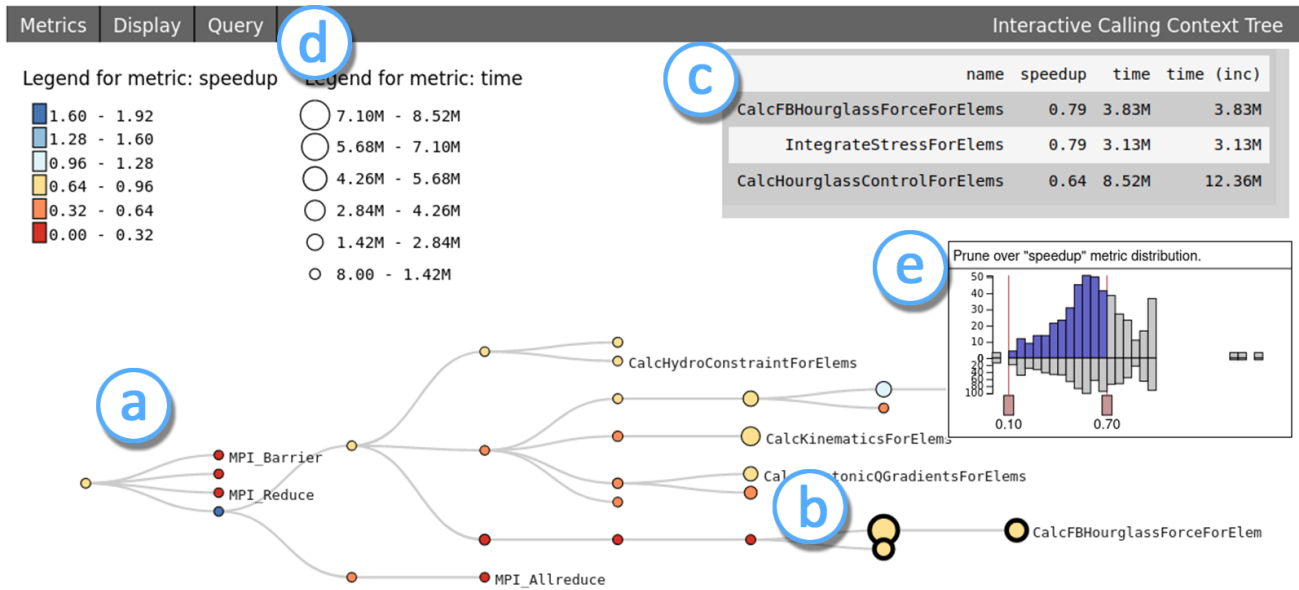 Metrics Display Query Interactive Calling Context Tree
d
c
Legend for metric: speedup
1.60 - 1.92
1.28 - 1.60
0.96 - 1.28
0.64 - 0.96
0.32 - 0.64
0.00 - 0.32
Legend for metric: time
7.10M - 8.52M
5.68M - 7.10M
4.26M - 5.68M
2.84M - 4.26M
1.42M - 2.84M
8.00 - 1.42M
name speedup time time (inc)
CalcFBHourglassForceForElems 0.79 3.83M 3.83M
IntegrateStressForElems 0.79 3.13M 3.13M
CalcHourglassControlForElems 0.64 8.52M 12.36M
e
Prune over "speedup" metric distribution.
50
40
30
20
10
0
20
40
60
80
100
0.10 0.70
a
CalcHydroConstraintForElems
CalcKinematicsForElems
MPI_Barrier
MPI_Reduce
tonicQGradientsForElems
b
CalcFBHourglassForceForElem
MPI_Allreduce